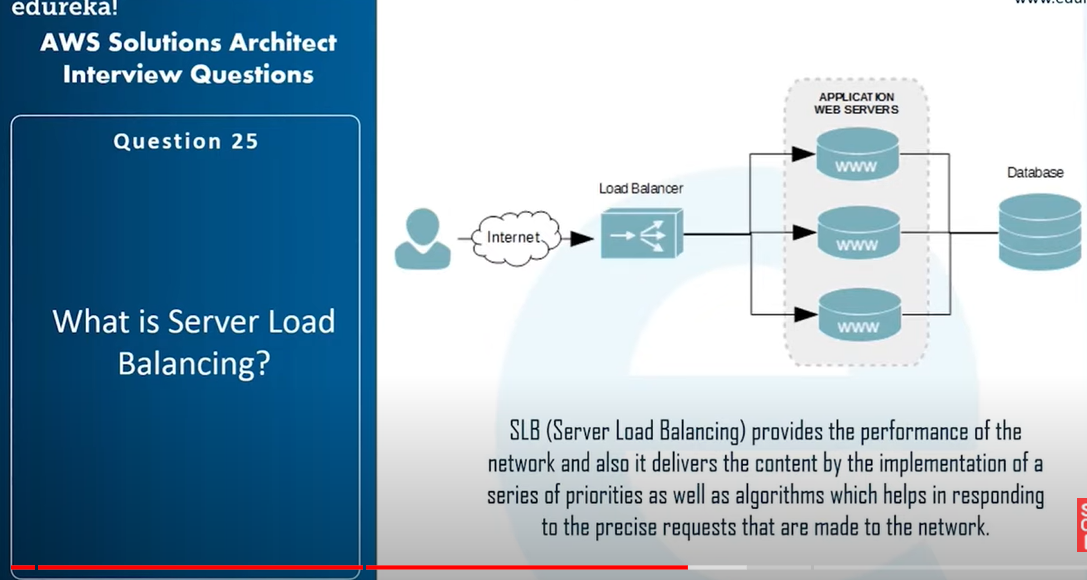 edureka!
AWS Solutions Architect
Interview Questions
Question 25
What is Server Load
Balancing?
APPLICATION
WEB SERVERS
WWW
Database
Load Balancer
Internet
WWW
WWW
SLB (Server Load Balancing) provides the performance of the
network and also it delivers the content by the implementation of a
series of priorities as well as algorithms which helps in responding
to the precise requests that are made to the network.